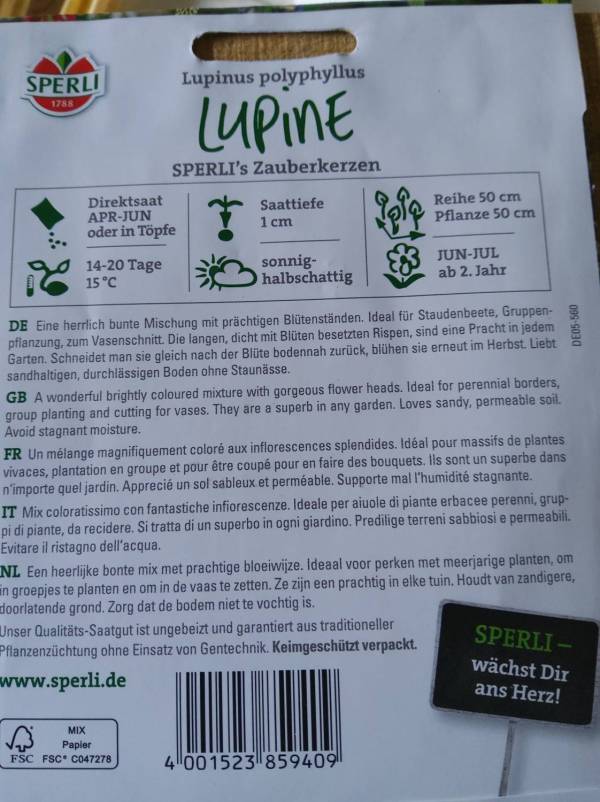 SPERLI
1788
Lupinus polyphyllus
LUPiNE
SPERLI's Zauberkerzen
Direktsaat
APR-JUN
oder in Töpfe
Saattiefe
1 cm
Reihe 50 cm
Pflanze 50 cm
14-20 Tage
15 °C
sonnig-
halbschattig
JUN-JUL
ab 2. Jahr
DE Eine herrlich bunte Mischung mit prächtigen Blütenständen. Ideal für Staudenbeete, Gruppen-
pflanzung, zum Vasenschnitt. Die langen, dicht mit Blüten besetzten Rispen, sind eine Pracht in jedem
Garten. Schneidet man sie gleich nach der Blüte bodennah zurück, blühen sie erneut im Herbst. Liebt
sandhaltigen, durchlässigen Boden ohne Staunässe.
DE05-560
GB A wonderful brightly coloured mixture with gorgeous flower heads. Ideal for perennial borders,
group planting and cutting for vases. They are a superb in any garden. Loves sandy, permeable soil.
Avoid stagnant moisture.
FR Un mélange magnifiquement coloré aux inflorescences splendides. Idéal pour massifs de plantes
vivaces, plantation en groupe et pour être coupé pour en faire des bouquets. Ils sont un superbe dans
n'importe quel jardin. Apprecié un sol sableux et perméable. Supporte mal l'humidité stagnante.
IT Mix coloratissimo con fantastiche infiorescenze. Ideale per aiuole di piante erbacee perenni, grup-
pi di piante, da recidere. Si tratta di un superbo in ogni giardino. Predilige terreni sabbiosi e permeabili.
Evitare il ristagno dell'acqua.
NL Een heerlijke bonte mix met prachtige bloeiwijze. Ideaal voor perken met meerjarige planten, om
in groepjes te planten en om in de vaas te zetten. Ze zijn een prachtig in elke tuin. Houdt van zandigere,
doorlatende grond. Zorg dat de bodem niet te vochtig is.
Unser Qualitäts-Saatgut ist ungebeizt und garantiert aus traditioneller
Pflanzenzüchtung ohne Einsatz von Gentechnik. Keimgeschützt verpackt.
www.sperli.de
SPERLI –
wächst Dir
ans Herz!
FSC
MIX
Papier
FSC® C047278
4 001523 859409